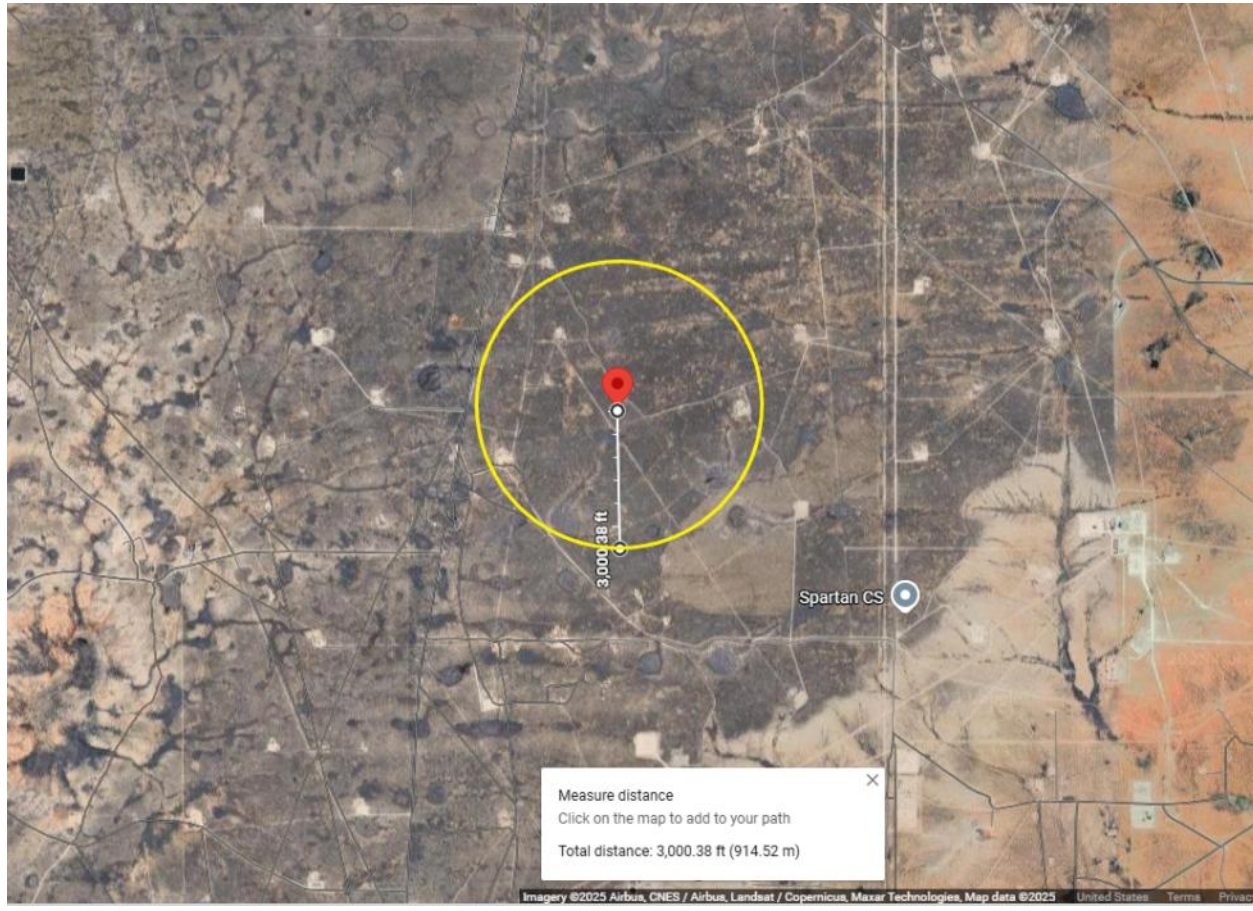 3,000.38 ft
Spartan CS
Measure distance
Click on the map to add to your path
Total distance: 3,000.38 ft (914.52 m)
Imagery ©2025 Airbus, CNES / Airbus, Landsat / Copernicus, Maxar Technologies, Map data ©2025 United States Terms Privac